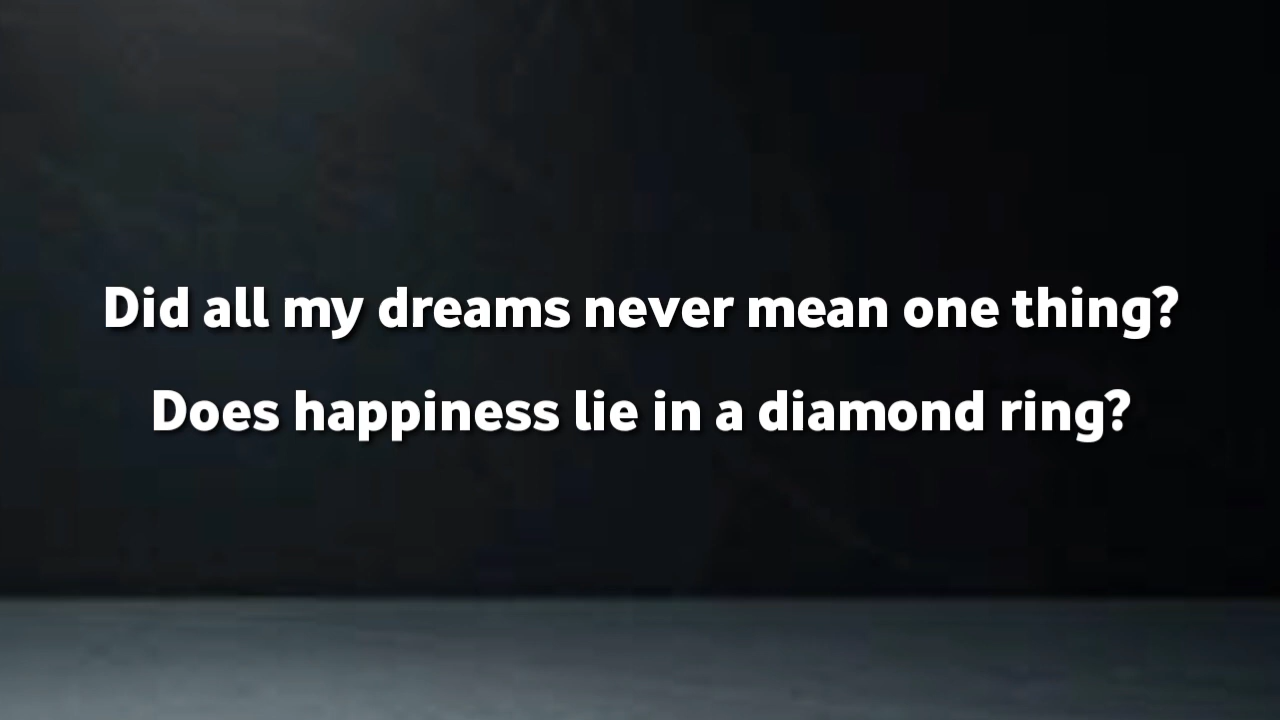 Did all my dreams never mean one thing?
Does happiness lie in a diamond ring?